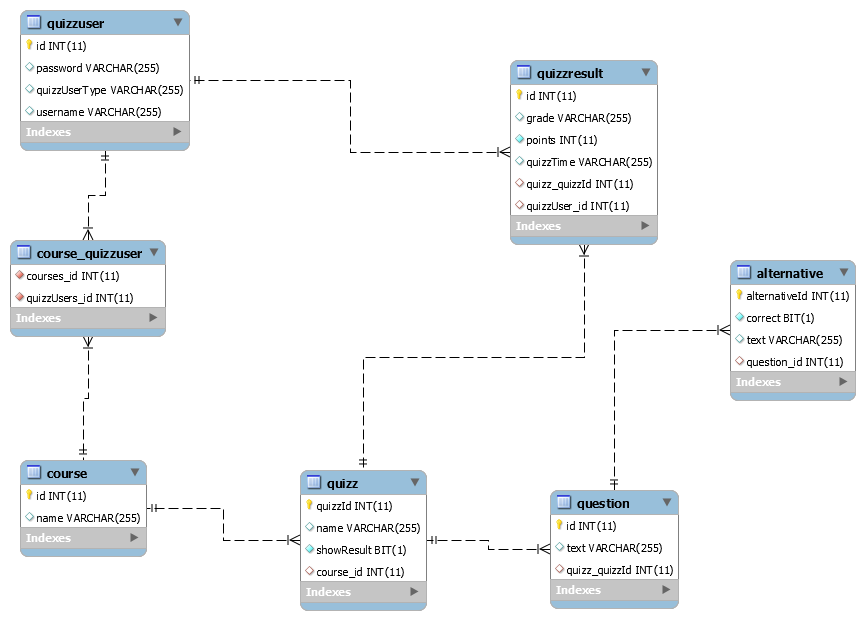 quizzuser
id INT(11)
password VARCHAR(255)
quizzUserType VARCHAR(255)
username VARCHAR(255)
Indexes
quizzresult
id INT(11)
grade VARCHAR(255)
points INT(11)
quizzTime VARCHAR(255)
quizz_quizzId INT(11)
quizzUser_id INT(11)
Indexes
course_quizzuser
courses_id INT(11)
quizzUsers_id INT(11)
Indexes
alternative
alternativeId INT(11)
correct BIT(1)
text VARCHAR(255)
question_id INT(11)
Indexes
course
id INT(11)
name VARCHAR(255)
Indexes
quizz
quizzId INT(11)
name VARCHAR(255)
showResult BIT(1)
course_id INT(11)
Indexes
question
id INT(11)
text VARCHAR(255)
quizz_quizzId INT(11)
Indexes